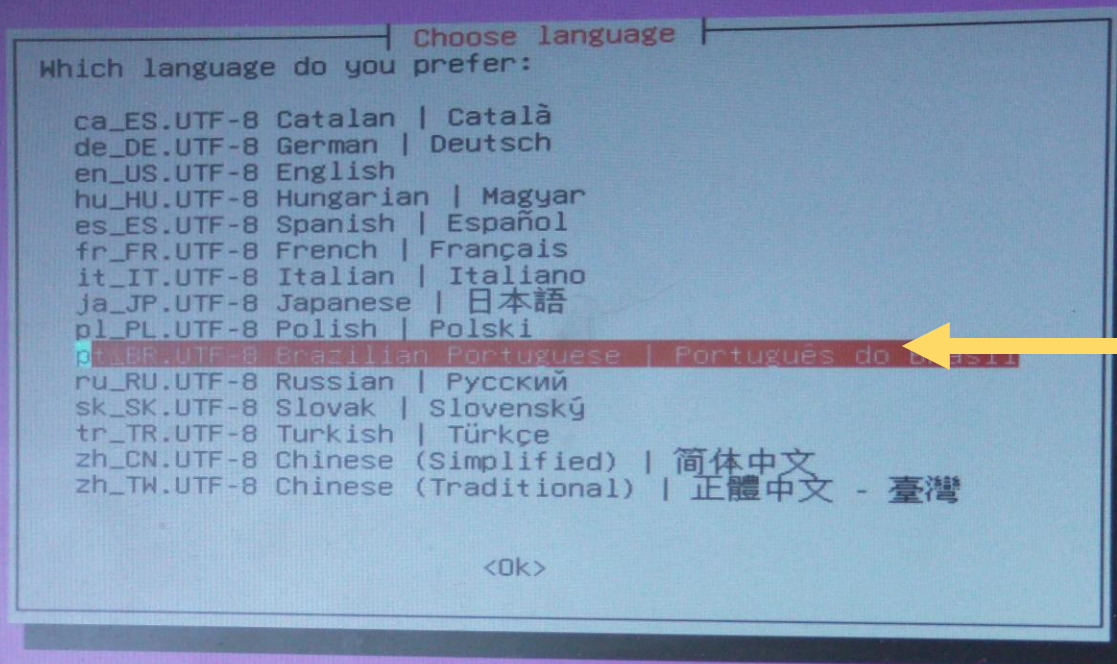 Choose language
Which language do you prefer:
ca_ES.UTF-8 Catalan | Català
de_DE.UTF-8 German | Deutsch
en_US.UTF-8 English
hu_HU.UTF-8 Hungarian | Magyar
es_ES.UTF-8 Spanish | Español
fr_FR.UTF-8 French | Français
it_IT.UTF-8 Italian | Italiano
ja_JP.UTF-8 Japanese | 日本語
pl_PL.UTF-8 Polish | Polski
pt_BR.UTF-8 Brazilian Portuguese | Português do Brasil
ru_RU.UTF-8 Russian | Русский
sk_SK.UTF-8 Slovak | Slovenský
tr_TR.UTF-8 Turkish | Türkçe
zh_CN.UTF-8 Chinese (Simplified) | 简体中文
zh_TW.UTF-8 Chinese (Traditional) | 正體中文 - 臺灣
<Ok>